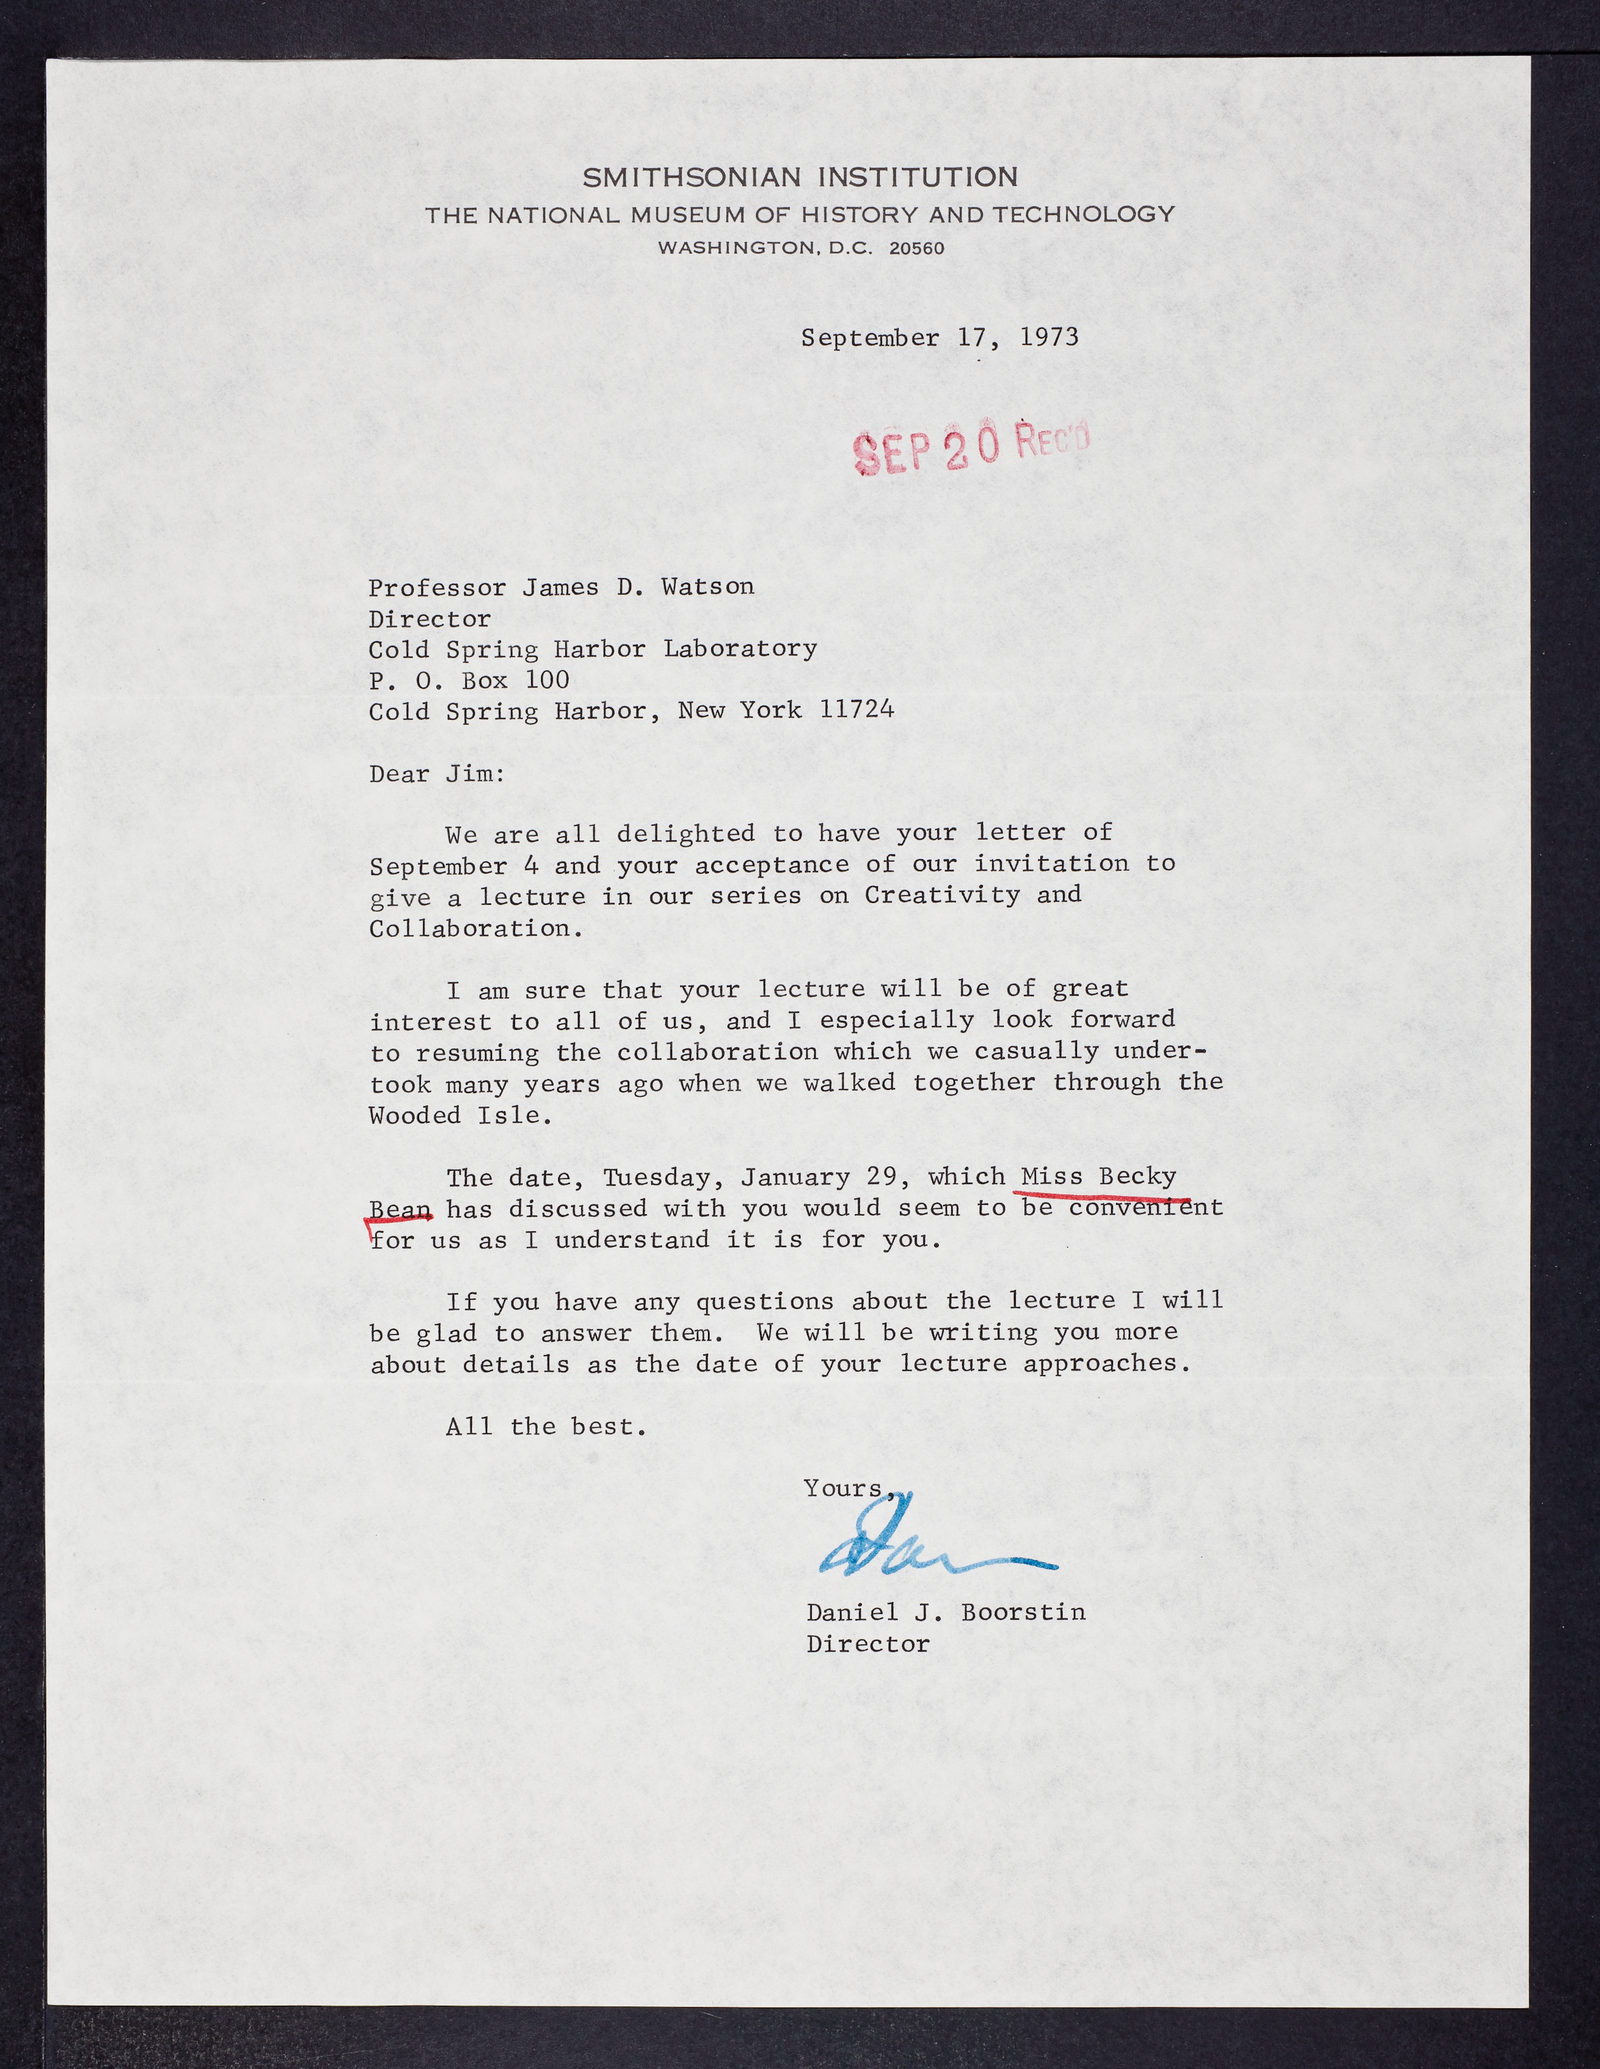 SMITHSONIAN INSTITUTION
THE NATIONAL MUSEUM OF HISTORY AND TECHNOLOGY
WASHINGTON, D.C. 20560
September 17, 1973
SEP 20 REC'D
Professor James D. Watson
Director
Cold Spring Harbor Laboratory
P. O. Box 100
Cold Spring Harbor, New York 11724
Dear Jim:
We are all delighted to have your letter of
September 4 and your acceptance of our invitation to
give a lecture in our series on Creativity and
Collaboration.
I am sure that your lecture will be of great
interest to all of us, and I especially look forward
to resuming the collaboration which we casually under-
took many years ago when we walked together through the
Wooded Isle.
The date, Tuesday, January 29, which Miss Becky
Bean has discussed with you would seem to be convenient
for us as I understand it is for you.
If you have any questions about the lecture I will
be glad to answer them. We will be writing you more
about details as the date of your lecture approaches.
All the best.
Yours,
Dan
Daniel J. Boorstin
Director